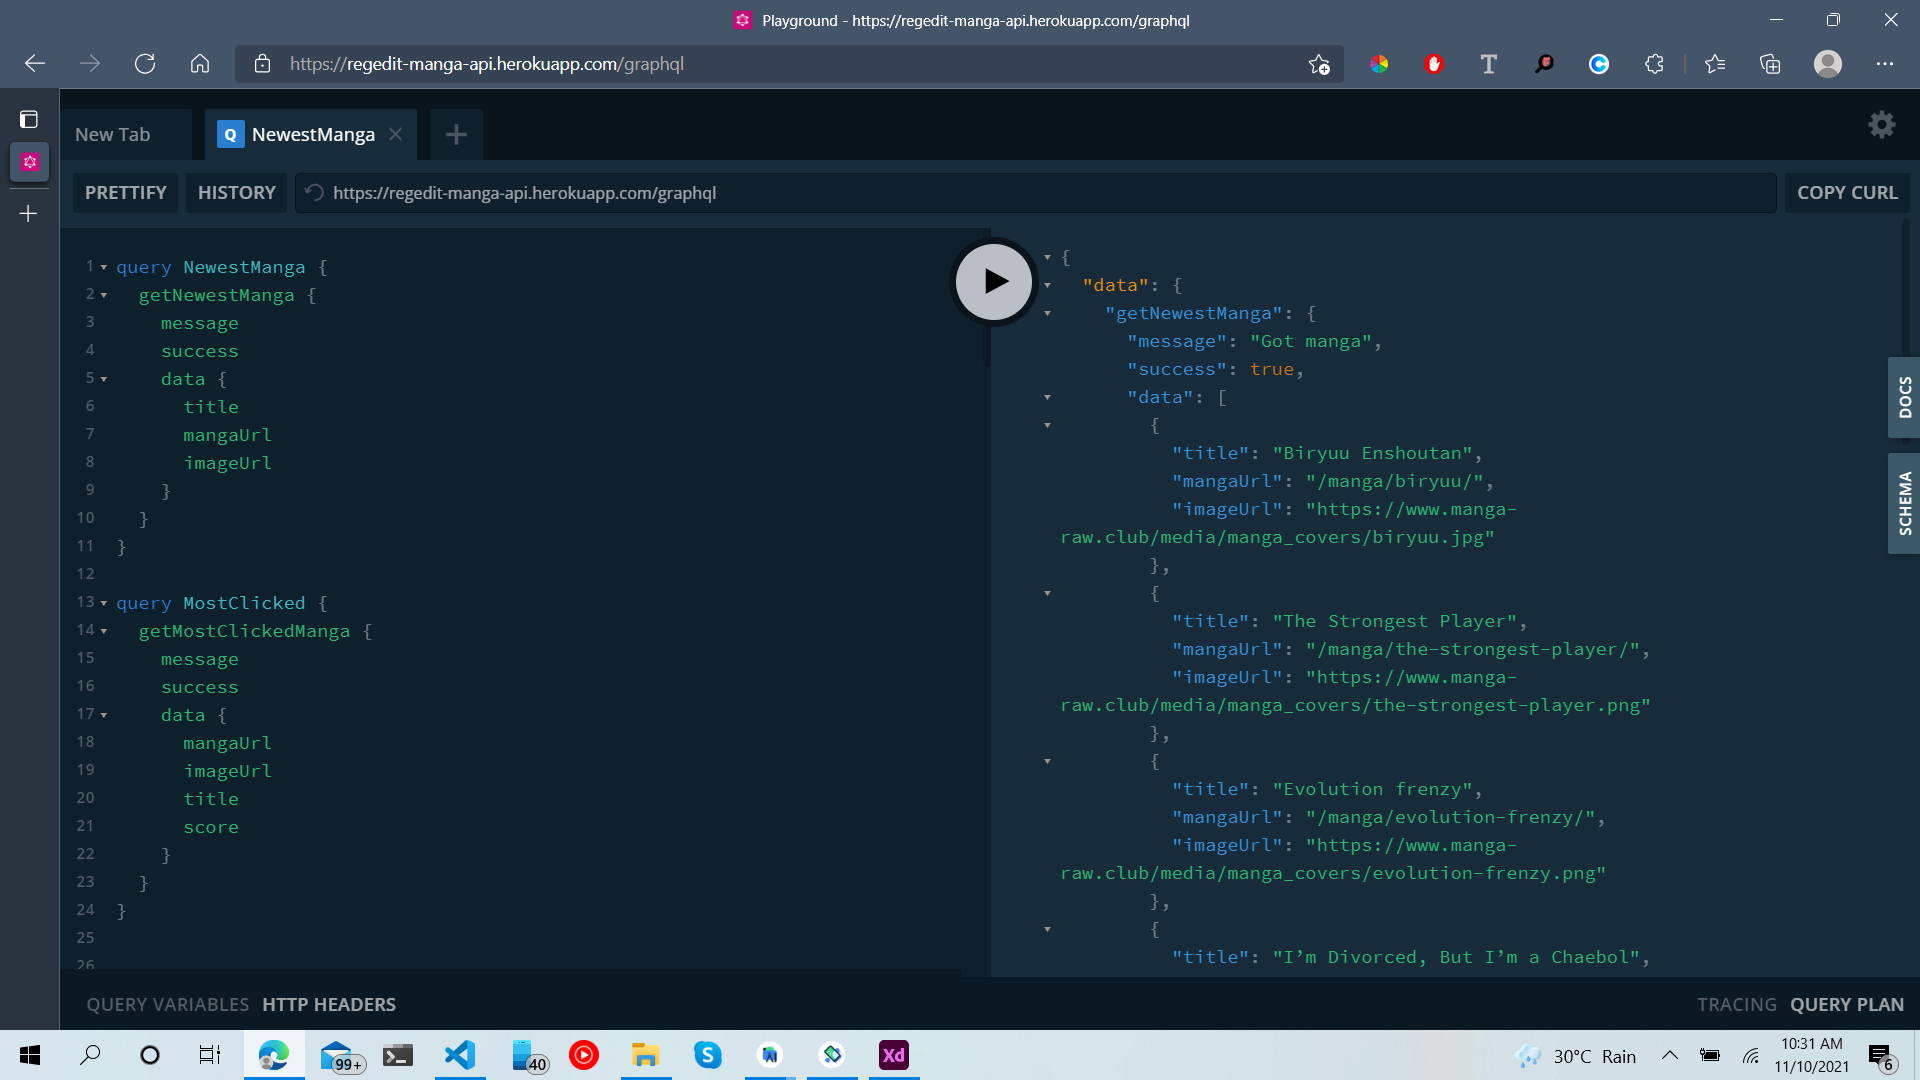 Playground - https://regedit-manga-api.herokuapp.com/graphql
https://regedit-manga-api.herokuapp.com/graphql
New Tab
Q NewestManga
PRETTIFY HISTORY https://regedit-manga-api.herokuapp.com/graphql COPY CURL
1 query NewestManga {
2 getNewestManga {
3 message
4 success
5 data {
6 title
7 mangaUrl
8 imageUrl
9 }
10 }
11 }
12
13 query MostClicked {
14 getMostClickedManga {
15 message
16 success
17 data {
18 mangaUrl
19 imageUrl
20 title
21 score
22 }
23 }
24 }
25
26
{
"data": {
"getNewestManga": {
"message": "Got manga",
"success": true,
"data": [
{
"title": "Biryuu Enshoutan",
"mangaUrl": "/manga/biryuu/",
"imageUrl": "https://www.manga-
raw.club/media/manga_covers/biryuu.jpg"
},
{
"title": "The Strongest Player",
"mangaUrl": "/manga/the-strongest-player/",
"imageUrl": "https://www.manga-
raw.club/media/manga_covers/the-strongest-player.png"
},
{
"title": "Evolution frenzy",
"mangaUrl": "/manga/evolution-frenzy/",
"imageUrl": "https://www.manga-
raw.club/media/manga_covers/evolution-frenzy.png"
},
{
"title": "I’m Divorced, But I’m a Chaebol",
DOCS
SCHEMA
QUERY VARIABLES HTTP HEADERS
TRACING QUERY PLAN
99+
40
Xd
30°C Rain
10:31 AM
11/10/2021
6